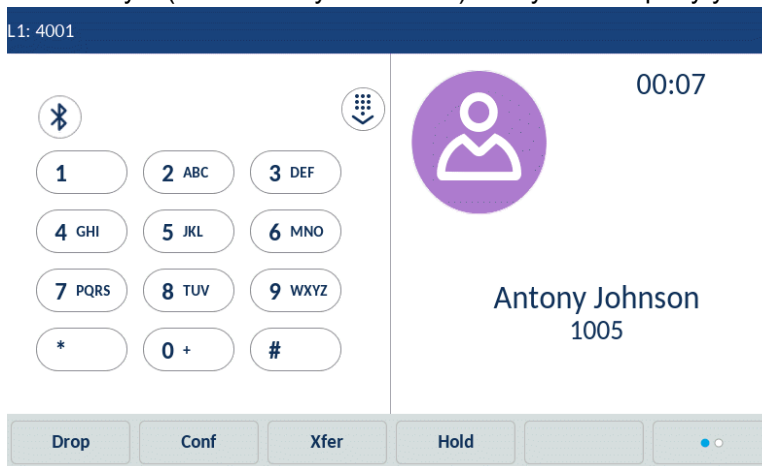 L1: 4001
00:07
1
2 ABC
3 DEF
4 GHI
5 JKL
6 MNO
7 PQRS
8 TUV
9 WXYZ
*
0 +
#
Antony Johnson
1005
Drop
Conf
Xfer
Hold